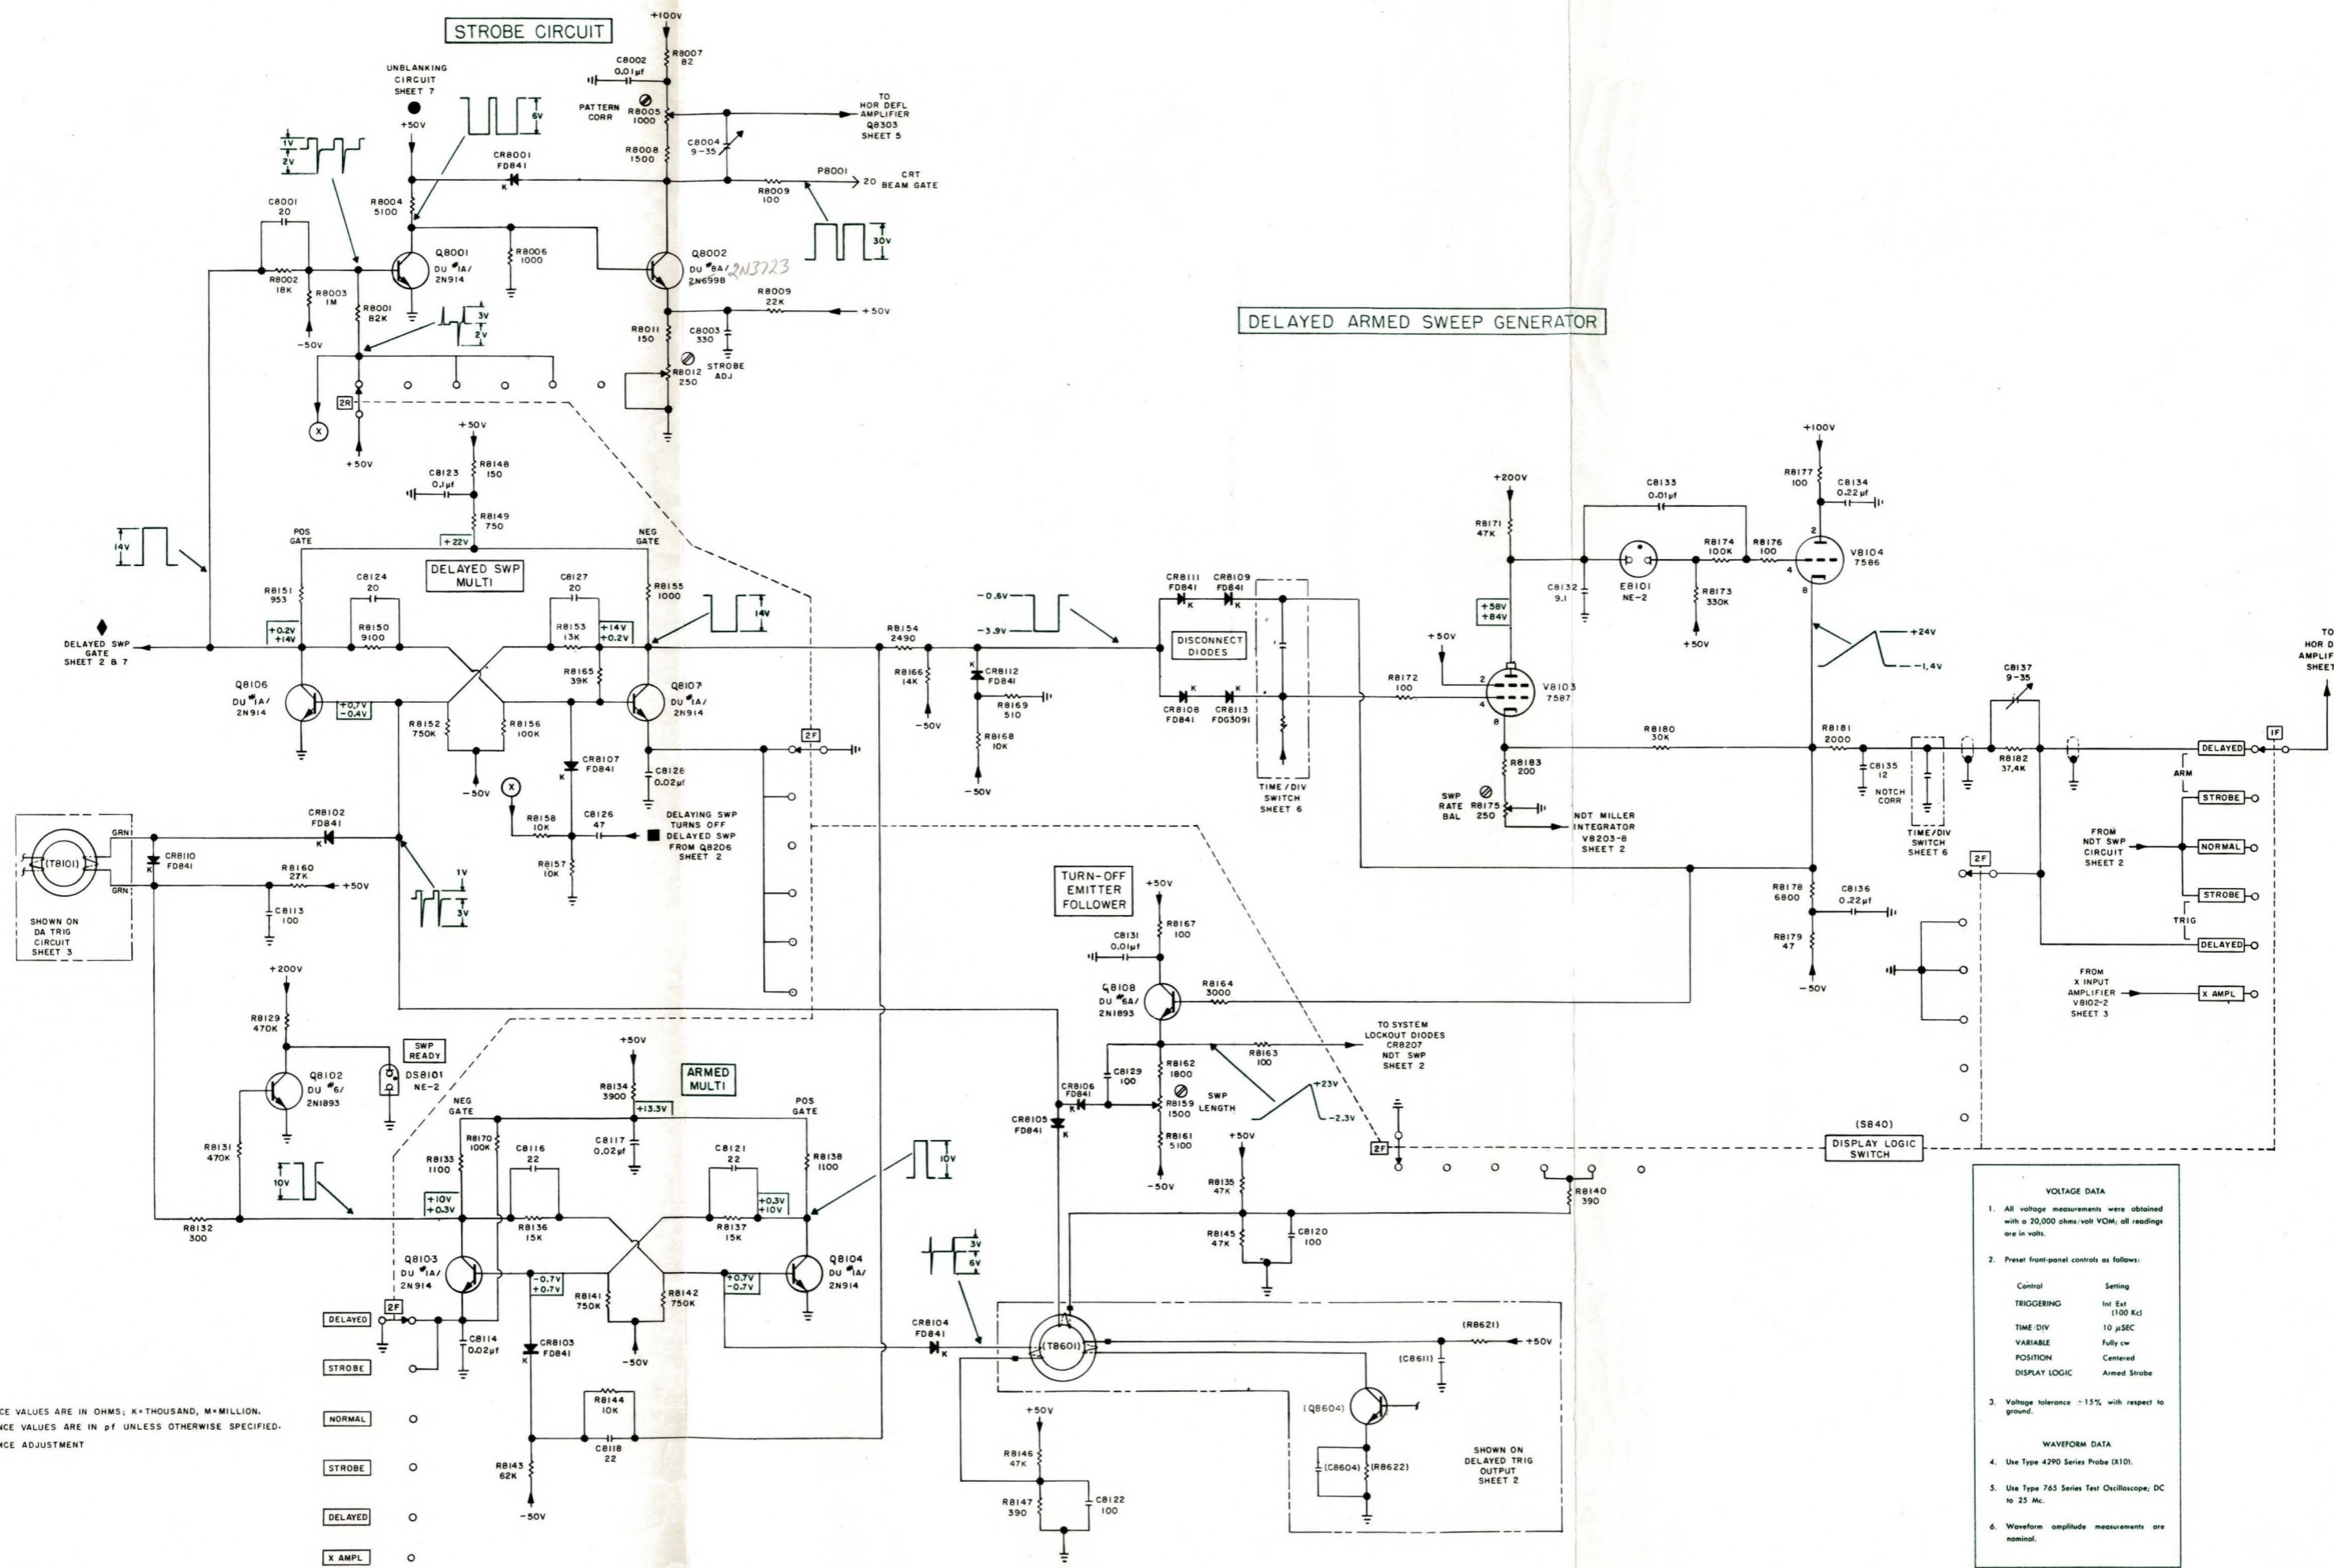 STROBE CIRCUIT
UNBLANKING
CIRCUIT
SHEET 7
+50V
6V
1V
2V
C8001
20
R8002
18K
R8003
1M
-50V
R8004
5100
Q8001
DU #1A/
2N914
R8001
82K
3V
2V
CR8001
FD841
K
R8006
1000
+100V
R8007
82
C8002
0.01µf
PATTERN
CORR
R8005
1000
R8008
1500
C8004
9-35
TO
HOR DEFL
AMPLIFIER
Q8303
SHEET 5
P8001
20
CRT
BEAM GATE
R8009
100
30V
Q8002
DU #8A/
2N699B
2N3723
R8009
22K
+50V
R8011
150
C8003
330
R8012
250
STROBE
ADJ
2R
X
+50V
DELAYED ARMED SWEEP GENERATOR
+50V
R8148
150
C8123
0.1µf
R8149
750
+22V
POS
GATE
NEG
GATE
DELAYED SWP
MULTI
14V
R8151
953
C8124
20
R8150
9100
C8127
20
R8153
13K
R8155
1000
14V
+0.2V
+14V
+14V
+0.2V
DELAYED SWP
GATE
SHEET 2 & 7
Q8106
DU #1A/
2N914
+0.7V
-0.4V
R8165
39K
Q8107
DU #1A/
2N914
R8152
750K
R8156
100K
-50V
CR8107
FD841
K
C8128
0.02µf
2F
X
R8158
10K
C8126
47
R8157
10K
DELAYING SWP
TURNS OFF
DELAYED SWP
FROM Q8206
SHEET 2
R8154
2490
R8166
14K
-50V
K
CR8112
FD841
R8169
510
R8168
10K
-50V
-0.6V
-3.9V
CR8111
FD841
K
CR8109
FD841
K
DISCONNECT
DIODES
K
CR8108
FD841
K
CR8113
FDG3091
TIME/DIV
SWITCH
SHEET 6
+200V
R8171
47K
+58V
+84V
+50V
2
4
8
V8103
7587
R8172
100
C8132
9.1
C8133
0.01µf
E8101
NE-2
R8174
100K
R8176
100
R8173
330K
+50V
+100V
R8177
100
C8134
0.22µf
2
4
8
V8104
7586
+24V
-1.4V
R8180
30K
R8183
200
SWP
RATE
BAL
R8175
250
NDT MILLER
INTEGRATOR
V8203-8
SHEET 2
R8181
2000
C8135
12
NOTCH
CORR
TIME/DIV
SWITCH
SHEET 6
C8137
9-35
R8182
37.4K
TO
HOR D
AMPLIF
SHEET
1F
DELAYED
ARM
STROBE
FROM
NDT SWP
CIRCUIT
SHEET 2
NORMAL
STROBE
TRIG
DELAYED
FROM
X INPUT
AMPLIFIER
V8102-2
SHEET 3
X AMPL
2F
R8178
6800
C8136
0.22µf
R8179
47
-50V
(T8101)
GRN
GRN
SHOWN ON
DA TRIG
CIRCUIT
SHEET 3
CR8110
FD841
K
CR8102
FD841
K
R8160
27K
+50V
C8113
100
1V
3V
TURN-OFF
EMITTER
FOLLOWER
+50V
R8167
100
C8131
0.01µf
Q8108
DU #6A/
2N1893
R8164
3000
TO SYSTEM
LOCKOUT DIODES
CR8207
NDT SWP
SHEET 2
R8163
100
C8129
100
R8162
1800
CR8106
FD841
K
R8159
1500
SWP
LENGTH
+23V
-2.3V
CR8105
FD841
K
R8161
5100
-50V
+200V
R8129
470K
SWP
READY
Q8102
DU #6/
2N1893
DS8101
NE-2
R8131
470K
10V
R8132
300
+50V
R8134
3900
+13.3V
ARMED
MULTI
NEG
GATE
POS
GATE
R8133
1100
R8170
100K
C8116
22
C8117
0.02µf
C8121
22
R8138
1100
10V
+10V
+0.3V
+0.3V
+10V
R8136
15K
R8137
15K
Q8103
DU #1A/
2N914
-0.7V
+0.7V
R8141
750K
R8142
750K
-50V
+0.7V
-0.7V
Q8104
DU #1A/
2N914
2F
C8114
0.02µf
CR8103
FD841
K
R8144
10K
C8118
22
R8143
62K
-50V
DELAYED
STROBE
NORMAL
STROBE
DELAYED
X AMPL
CE VALUES ARE IN OHMS; K=THOUSAND, M=MILLION.
NCE VALUES ARE IN pf UNLESS OTHERWISE SPECIFIED.
NCE ADJUSTMENT
3V
6V
CR8104
FD841
K
+50V
R8135
47K
R8145
47K
C8120
100
R8140
390
2F
(S840)
DISPLAY LOGIC
SWITCH
(T8601)
(R8621)
+50V
(C8611)
(Q8604)
(C8604)
(R8622)
SHOWN ON
DELAYED TRIG
OUTPUT
SHEET 2
+50V
R8146
47K
R8147
390
C8122
100
VOLTAGE DATA
1. All voltage measurements were obtained
with a 20,000 ohms/volt VOM; all readings
are in volts.
2. Preset front-panel controls as follows:
Control Setting
TRIGGERING Int Ext
(100 Kc)
TIME/DIV 10 µSEC
VARIABLE Fully cw
POSITION Centered
DISPLAY LOGIC Armed Strobe
3. Voltage tolerance ±15% with respect to
ground.
WAVEFORM DATA
4. Use Type 4290 Series Probe (X10).
5. Use Type 765 Series Test Oscilloscope; DC
to 25 Mc.
6. Waveform amplitude measurements are
nominal.